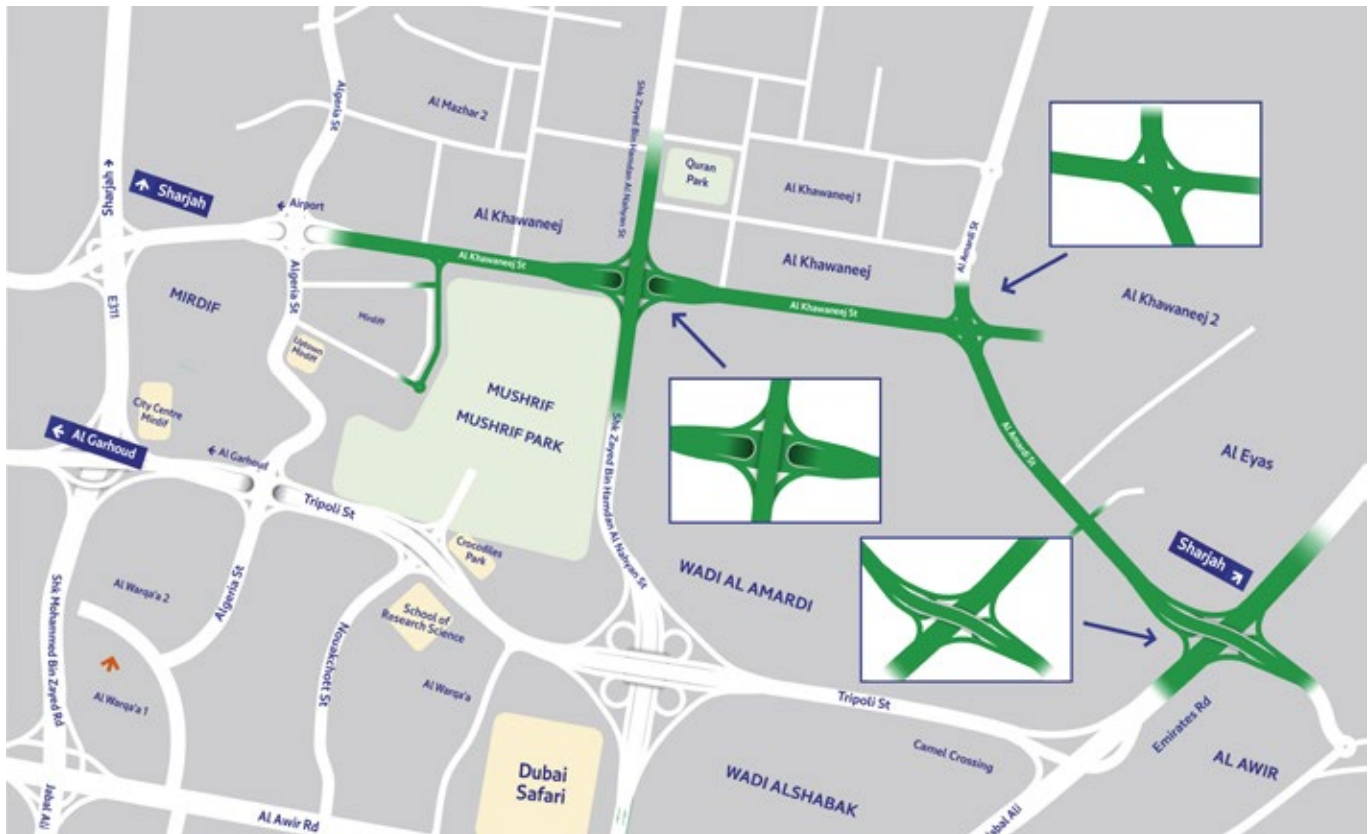 Sharjah
Sharjah
Airport
Algeria St
Al Mazhar 2
Shk Zayed Bin Hamdan Al Nahyan St
Quran
Park
Al Khawaneej 1
Al Khawaneej
Al Khawaneej
Al Amardi St
Al Khawaneej 2
Al Khawaneej St
Al Khawaneej St
E311
MIRDIF
Algeria St
Mirdiff
Uptown
Mirdiff
City Centre
Mirdif
MUSHRIF
MUSHRIF PARK
Al Garhoud
Al Garhoud
Tripoli St
Crocodiles
Park
Shk Zayed Bin Hamdan Al Nahyan St
Al Amardi St
Al Eyas
Sharjah
WADI AL AMARDI
Al Warqa'a 2
Algeria St
School of
Research Science
Nouakchott St
Al Warqa'a
Shk Mohammed Bin Zayed Rd
Al Warqa'a 1
Tripoli St
Emirates Rd
Camel Crossing
AL AWIR
Dubai
Safari
WADI ALSHABAK
Jabal Ali
Jabal Ali
Al Awir Rd